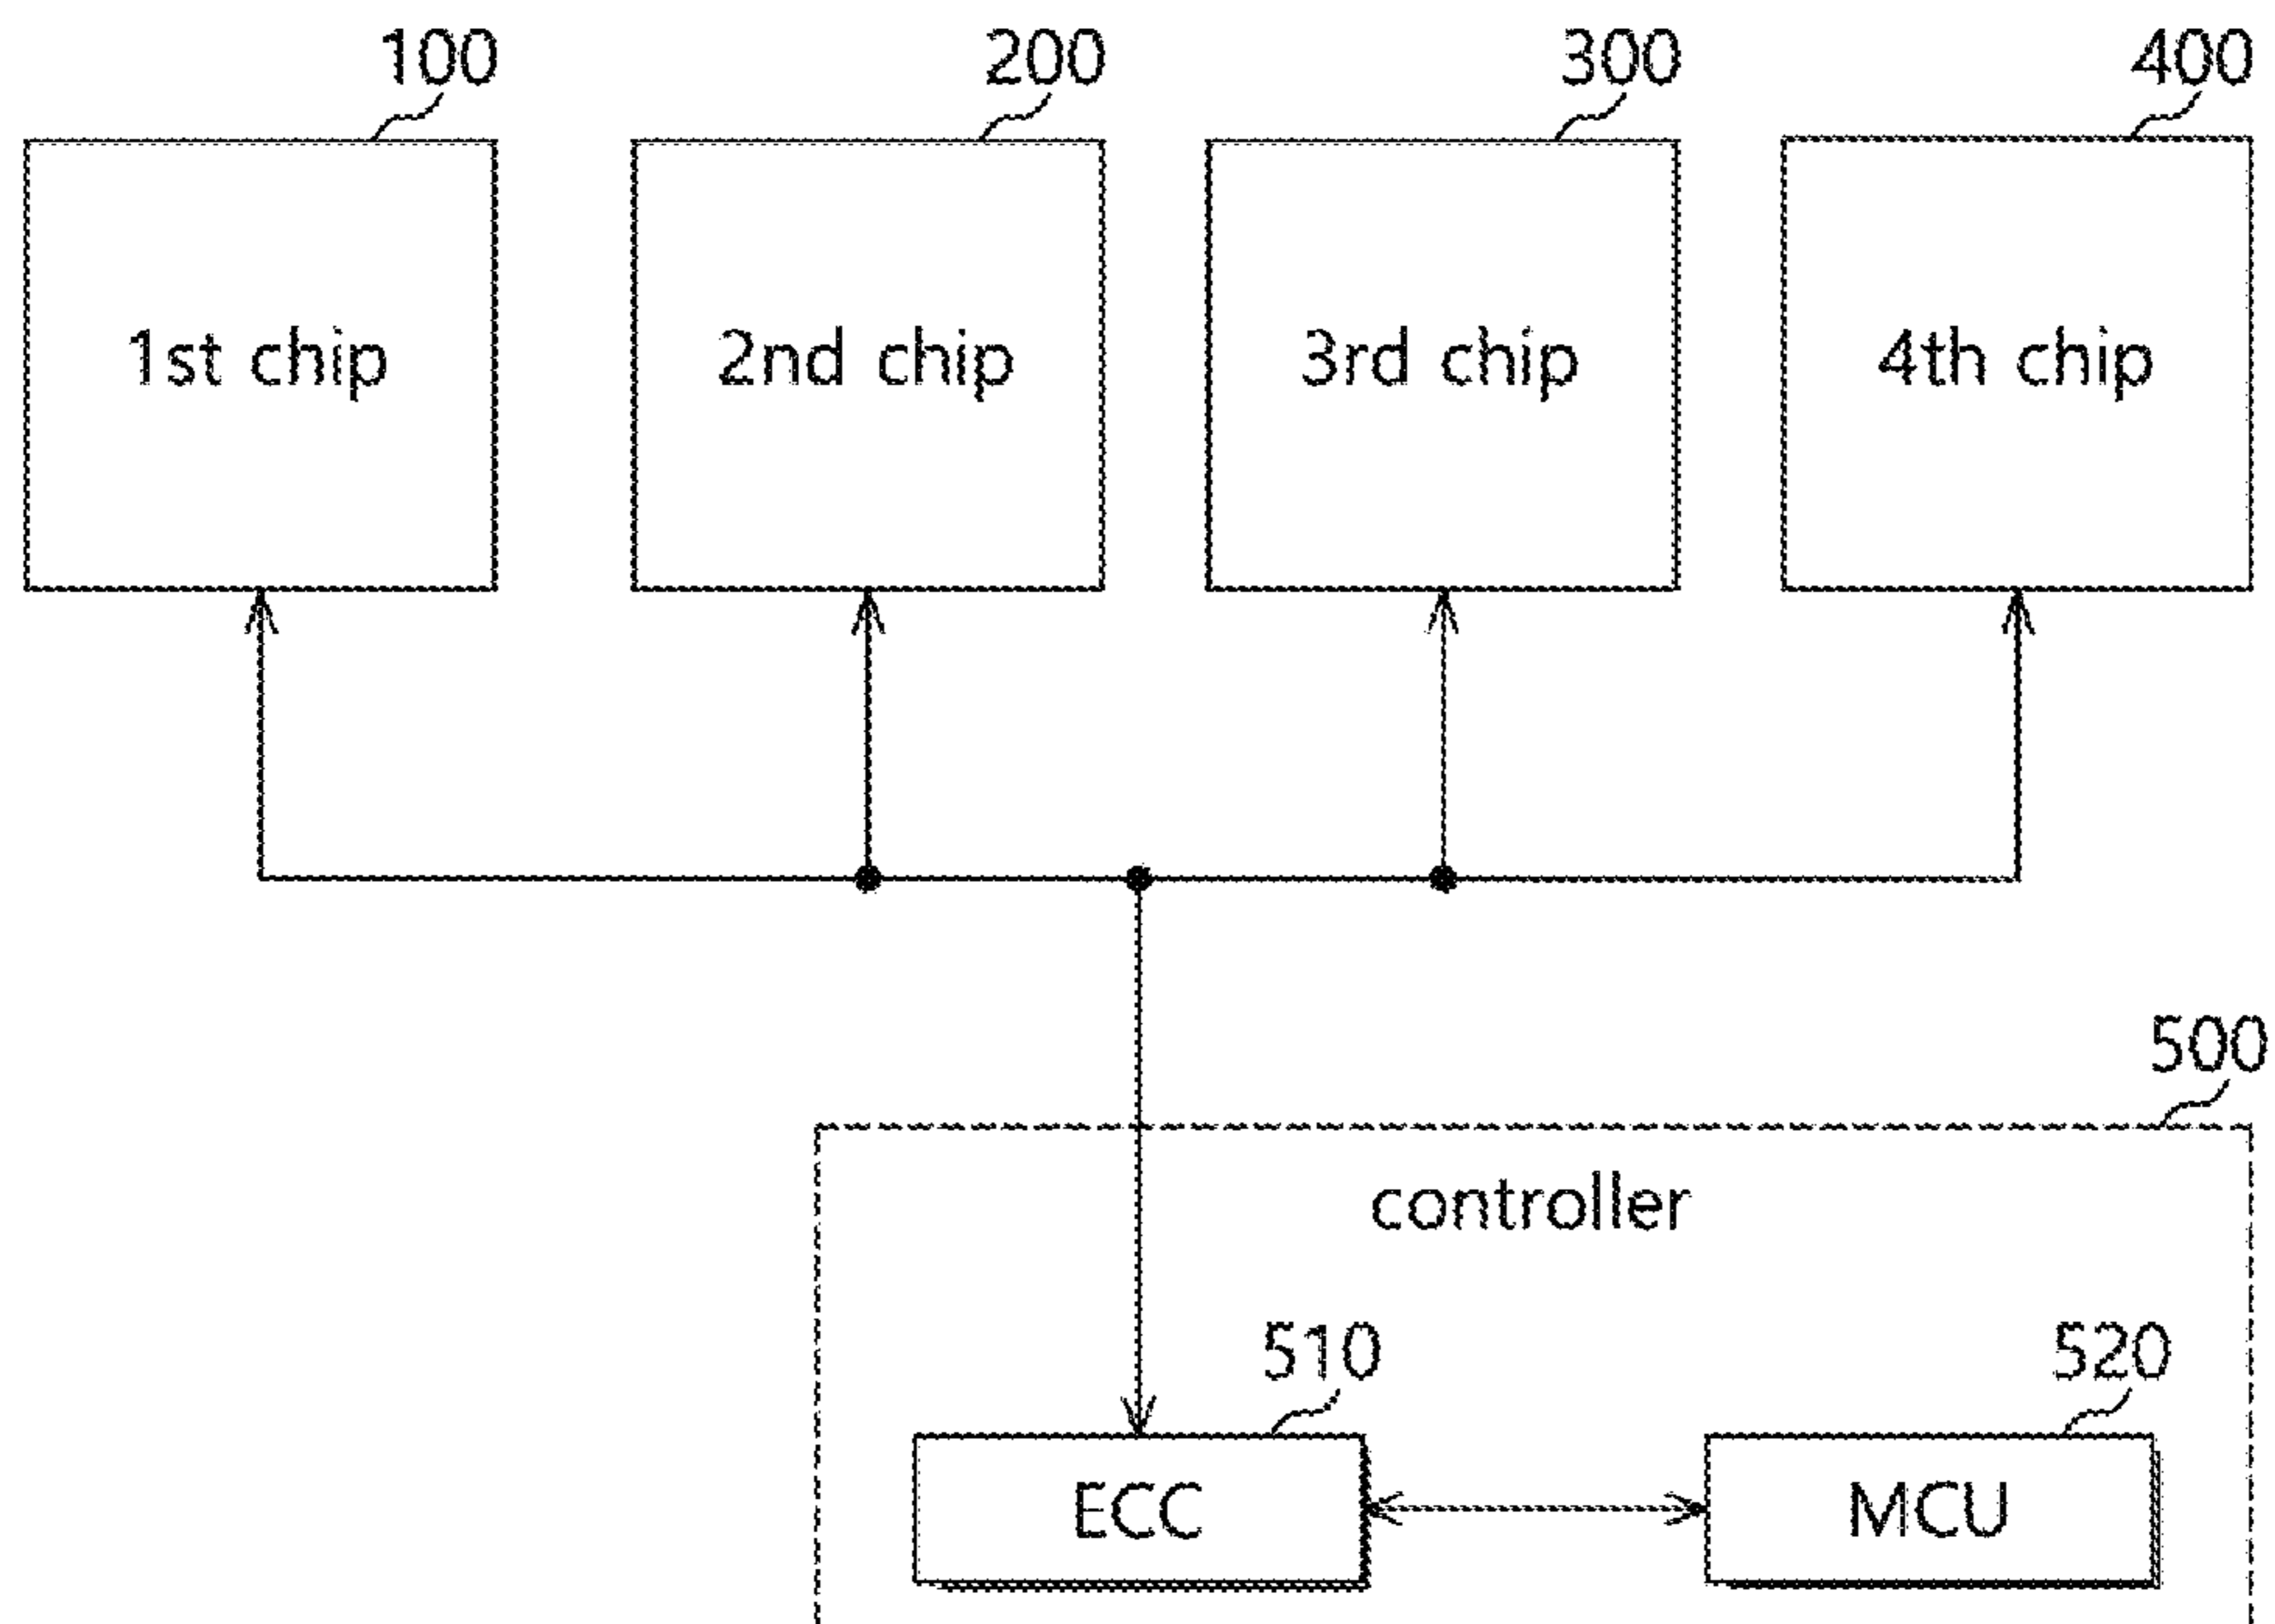 100 200 300 400
1st chip 2nd chip 3rd chip 4th chip
500
controller
510 520
ECC MCU